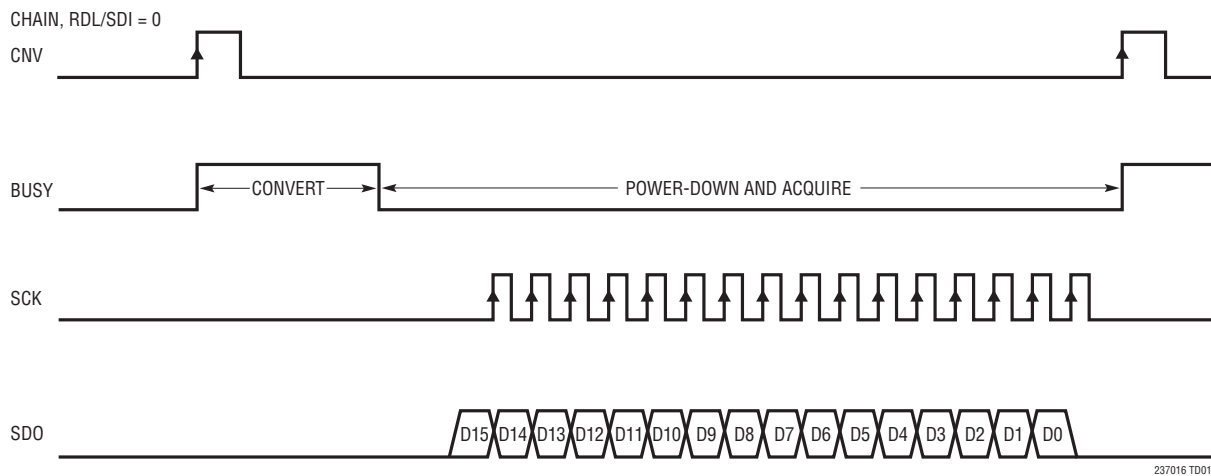 CHAIN, RDL/SDI = 0
CNV
BUSY
CONVERT
POWER-DOWN AND ACQUIRE
SCK
SDO
D15 D14 D13 D12 D11 D10 D9 D8 D7 D6 D5 D4 D3 D2 D1 D0
237016 TD01